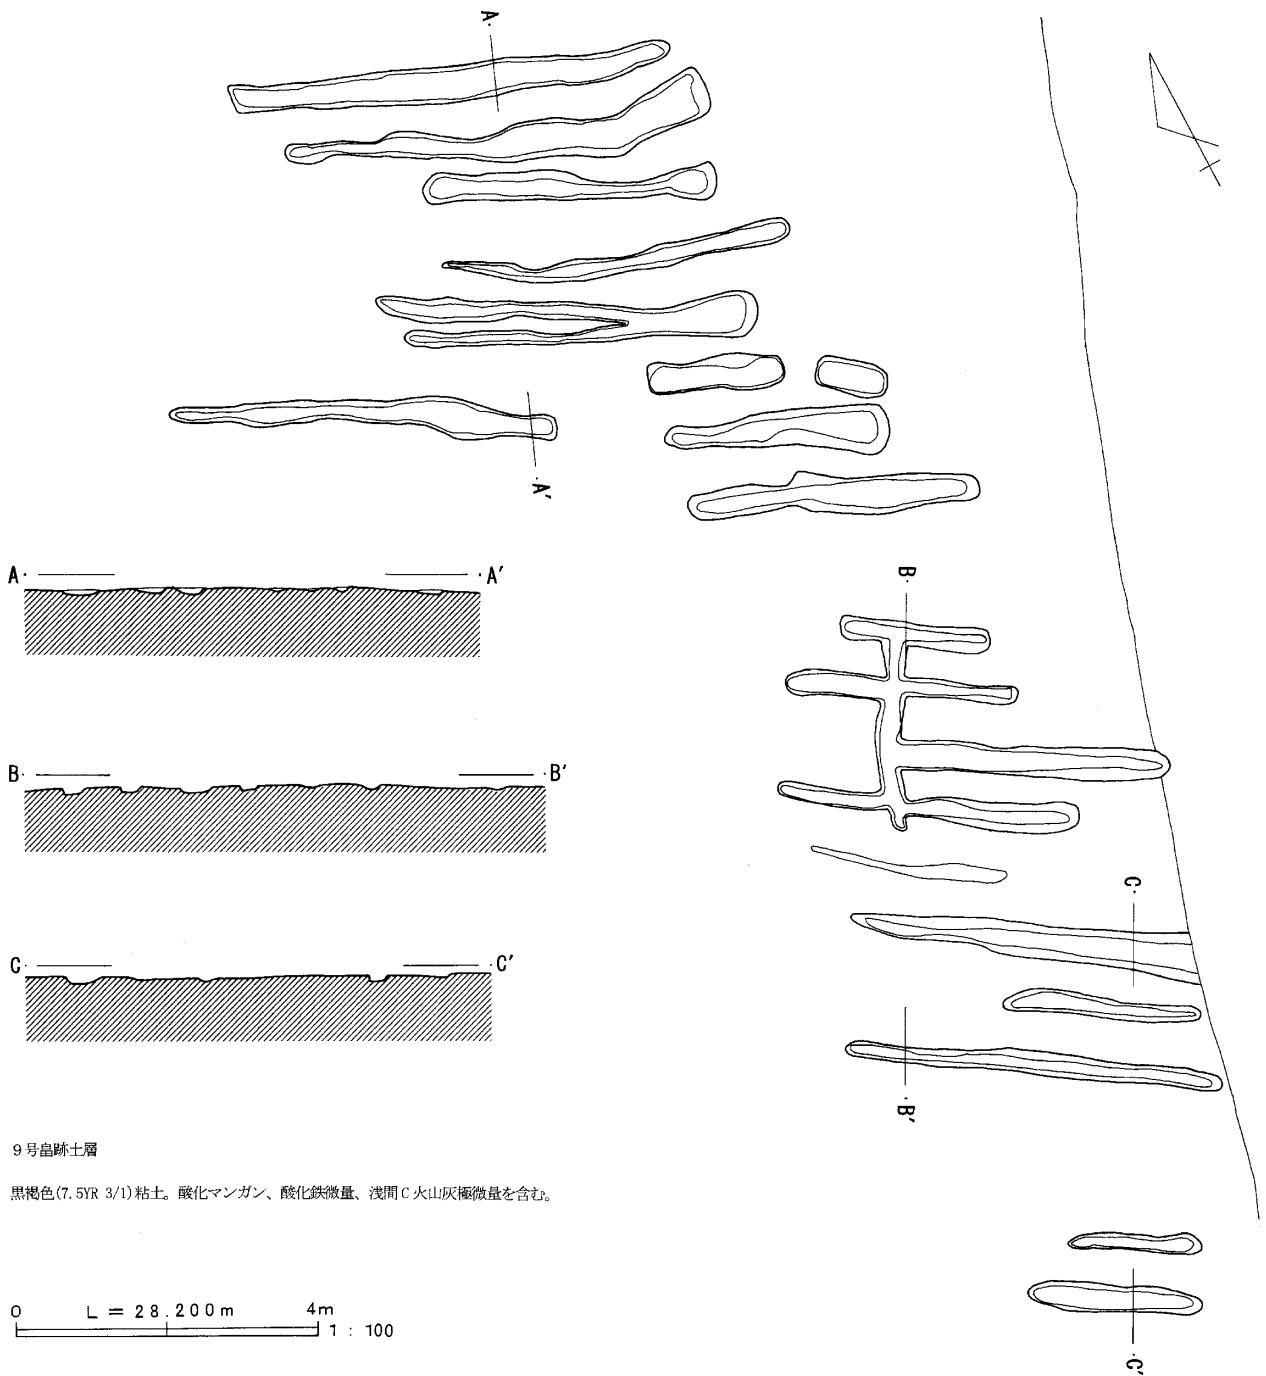 A・
・A'
A・ ・A'
B・
B・ ・B'
C・
C・ ・C'
・B'
9号畠跡土層
黒褐色(7.5YR 3/1)粘土。酸化マンガン、酸化鉄微量、浅間C火山灰極微量を含む。
0 L = 28.200m 4m
1 : 100
・C'